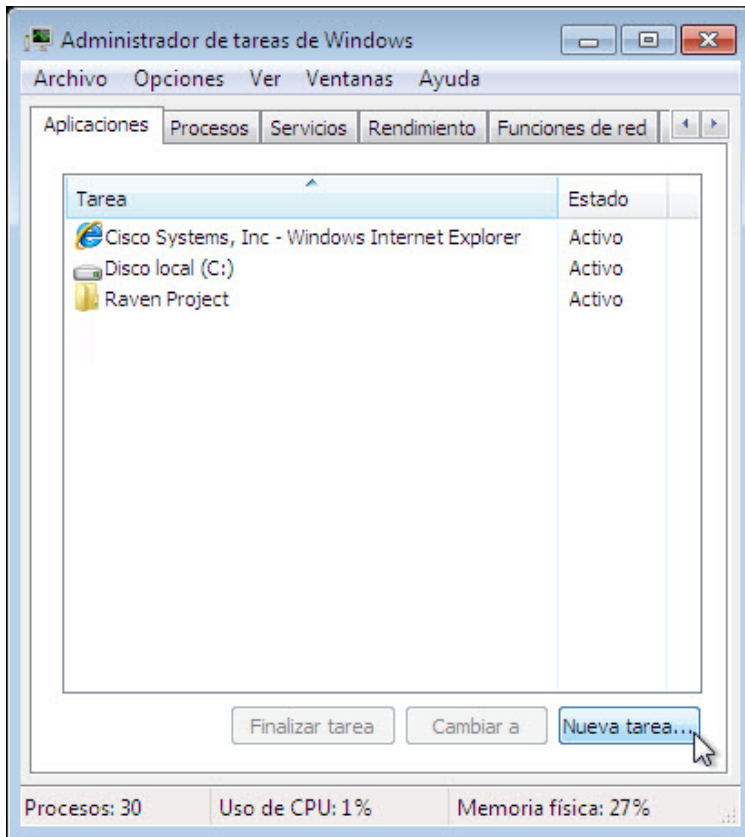 Administrador de tareas de Windows
Archivo Opciones Ver Ventanas Ayuda
Aplicaciones Procesos Servicios Rendimiento Funciones de red
Tarea Estado
Cisco Systems, Inc - Windows Internet Explorer Activo
Disco local (C:) Activo
Raven Project Activo
Finalizar tarea Cambiar a Nueva tarea...
Procesos: 30 Uso de CPU: 1% Memoria física: 27%